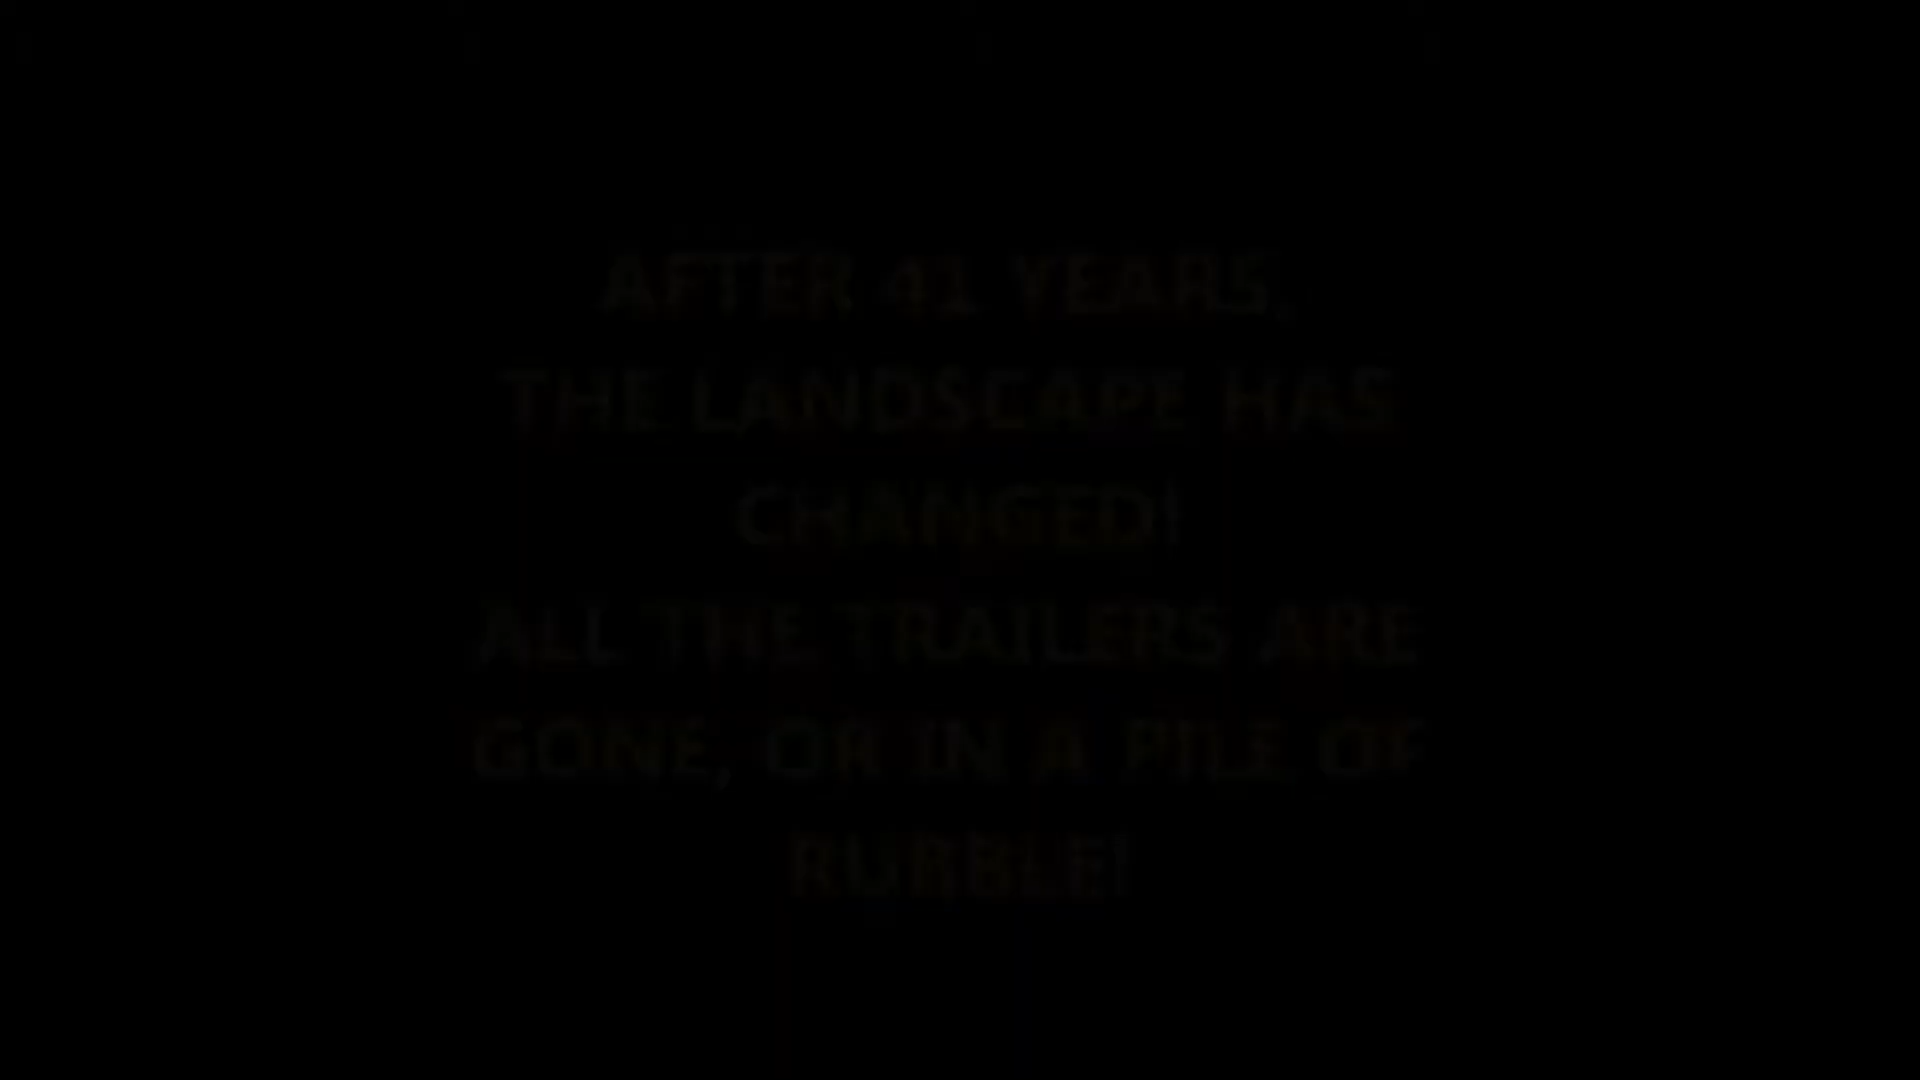 AFTER 41 YEARS,
THE LANDSCAPE HAS
CHANGED!
ALL THE TRAILERS ARE
GONE, OR IN A PILE OF
RUBBLE!